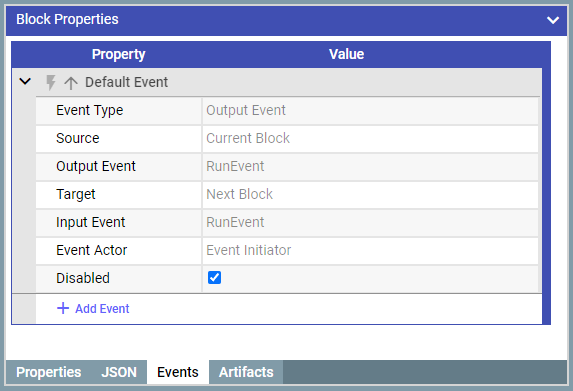 Block Properties
Property Value
Default Event
Event Type Output Event
Source Current Block
Output Event RunEvent
Target Next Block
Input Event RunEvent
Event Actor Event Initiator
Disabled
+ Add Event
Properties JSON Events Artifacts